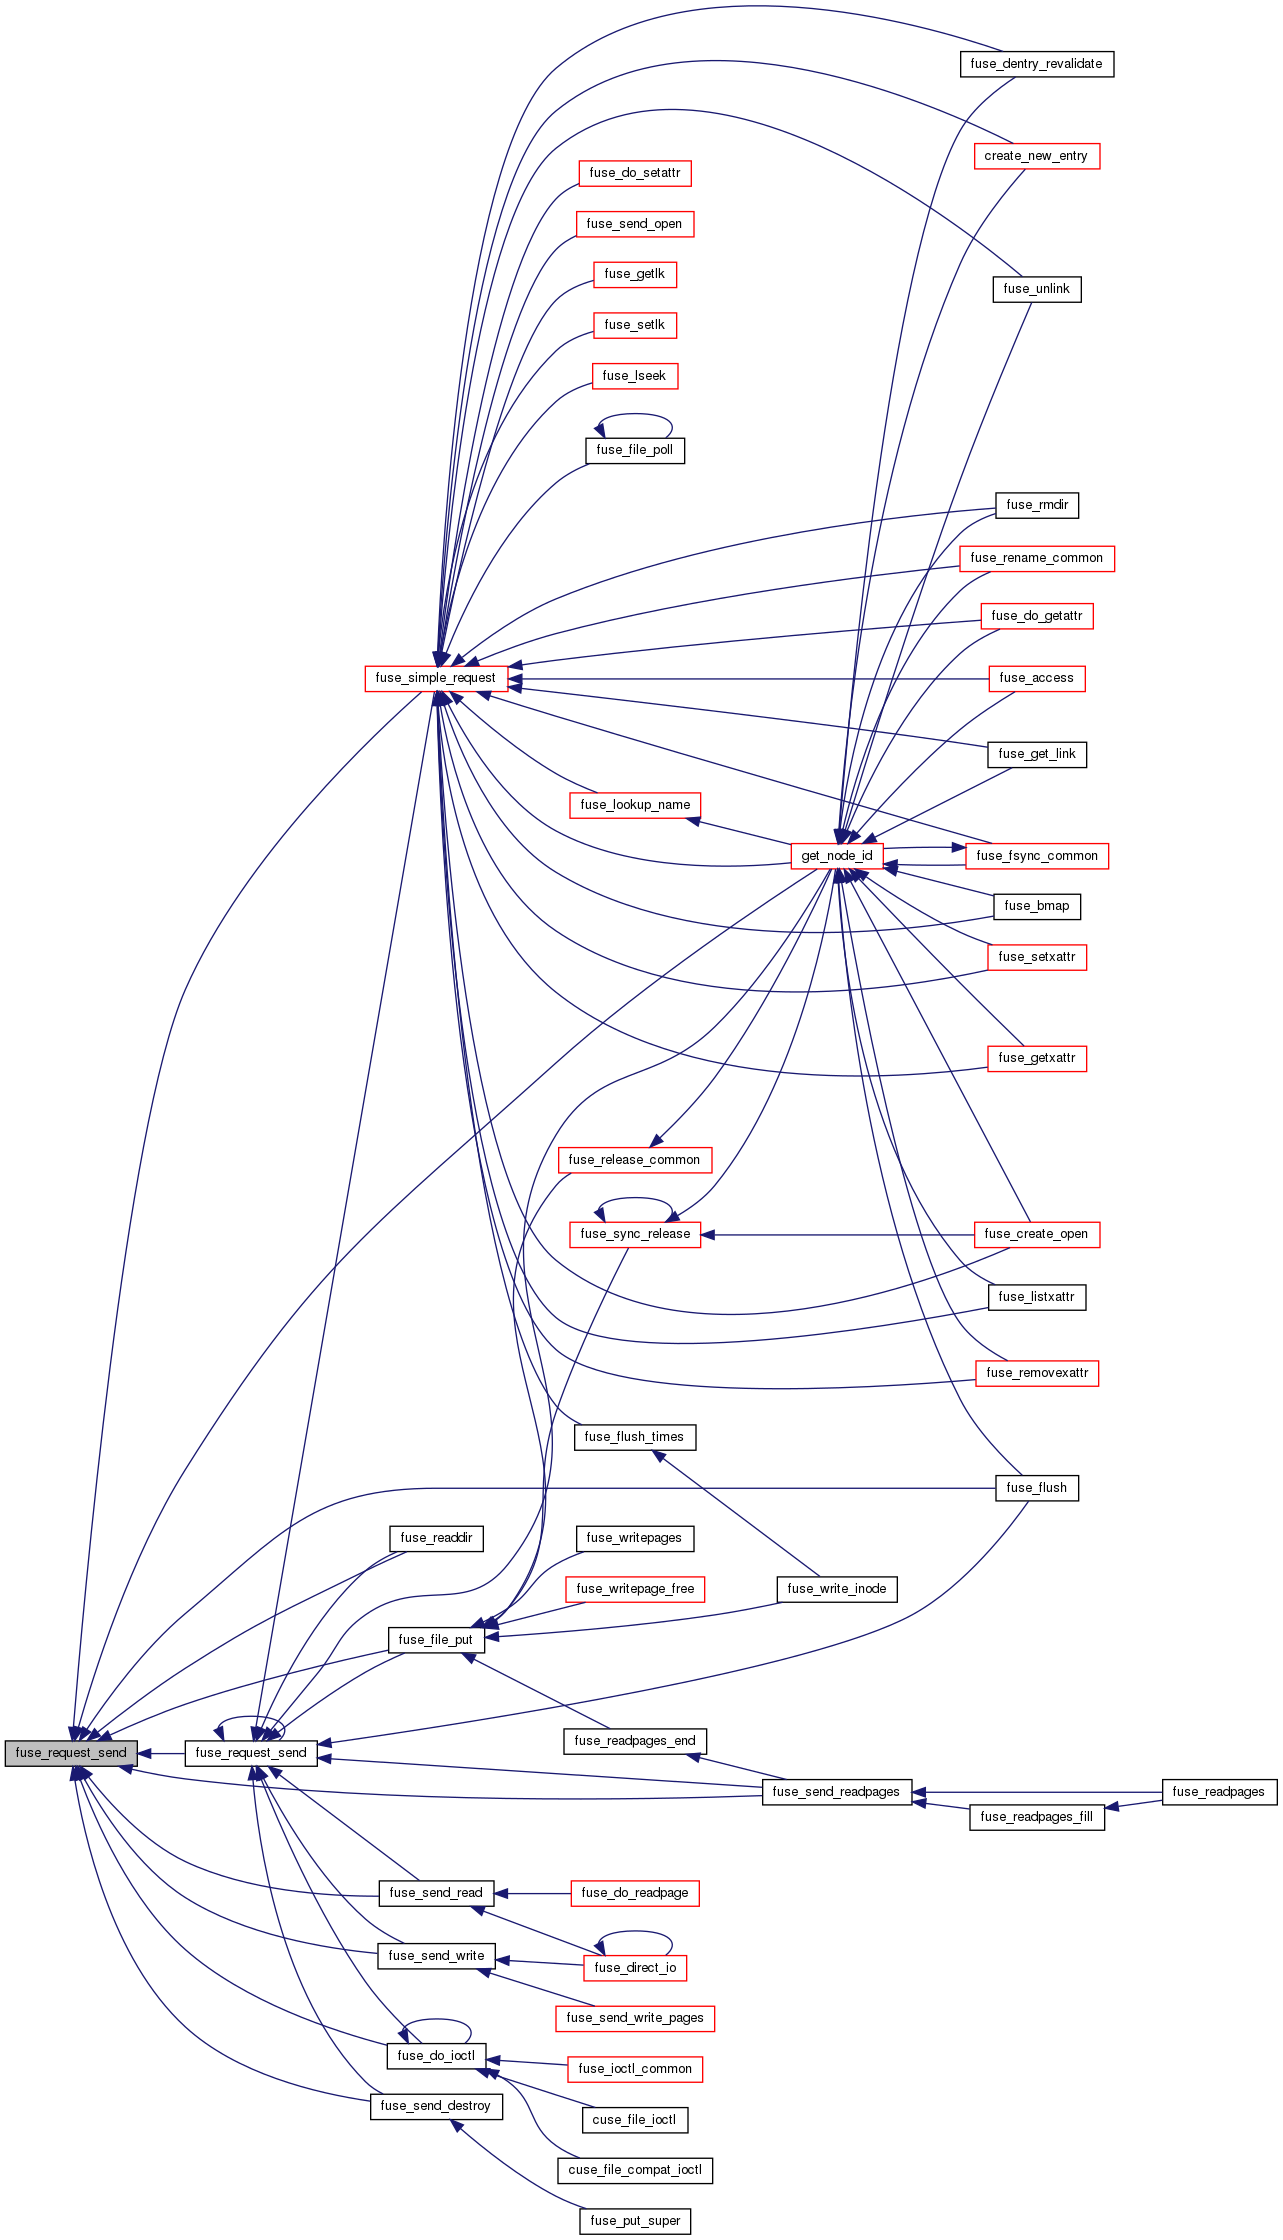 fuse_dentry_revalidate
create_new_entry
fuse_do_setattr
fuse_send_open
fuse_getlk
fuse_unlink
fuse_setlk
fuse_lseek
fuse_file_poll
fuse_rmdir
fuse_rename_common
fuse_do_getattr
fuse_simple_request
fuse_access
fuse_get_link
fuse_lookup_name
get_node_id
fuse_fsync_common
fuse_bmap
fuse_setxattr
fuse_getxattr
fuse_release_common
fuse_sync_release
fuse_create_open
fuse_listxattr
fuse_removexattr
fuse_flush_times
fuse_flush
fuse_readdir
fuse_writepages
fuse_writepage_free
fuse_write_inode
fuse_file_put
fuse_readpages_end
fuse_request_send
fuse_request_send
fuse_send_readpages
fuse_readpages
fuse_readpages_fill
fuse_send_read
fuse_do_readpage
fuse_send_write
fuse_direct_io
fuse_send_write_pages
fuse_do_ioctl
fuse_ioctl_common
fuse_send_destroy
cuse_file_ioctl
cuse_file_compat_ioctl
fuse_put_super